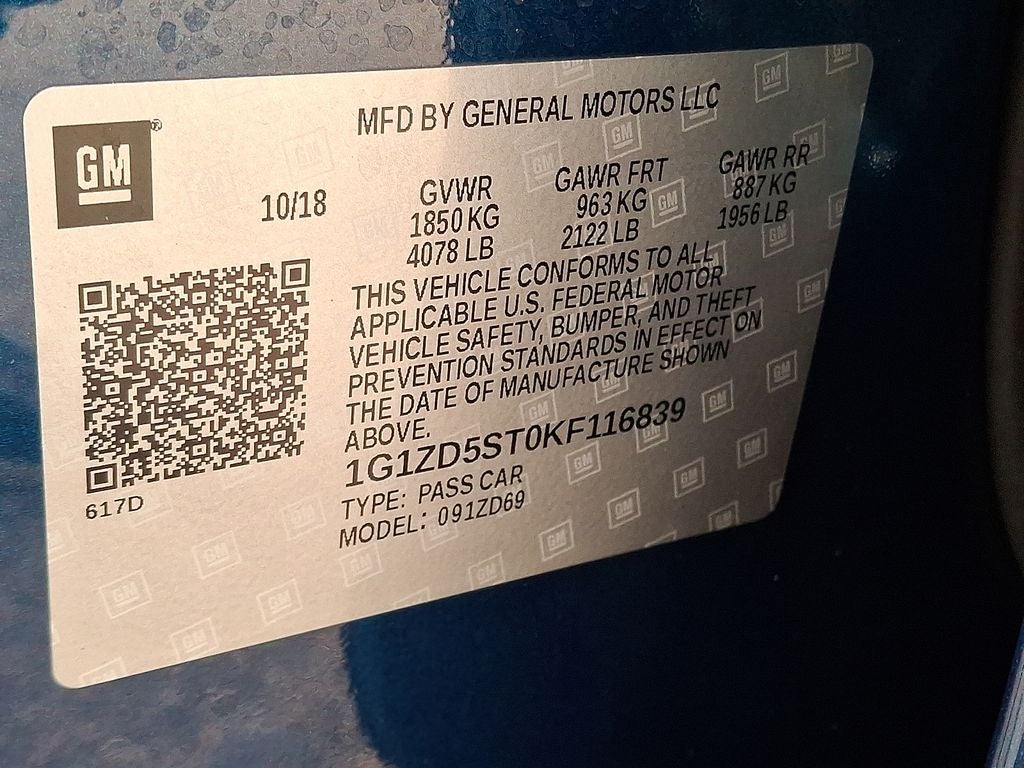 GM®
MFD BY GENERAL MOTORS LLC
10/18
GVWR
1850 KG
4078 LB
GAWR FRT
963 KG
2122 LB
GAWR RR
887 KG
1956 LB
THIS VEHICLE CONFORMS TO ALL
APPLICABLE U.S. FEDERAL MOTOR
VEHICLE SAFETY, BUMPER, AND THEFT
PREVENTION STANDARDS IN EFFECT ON
THE DATE OF MANUFACTURE SHOWN
ABOVE.
1G1ZD5ST0KF116839
TYPE: PASS CAR
MODEL: 091ZD69
617D